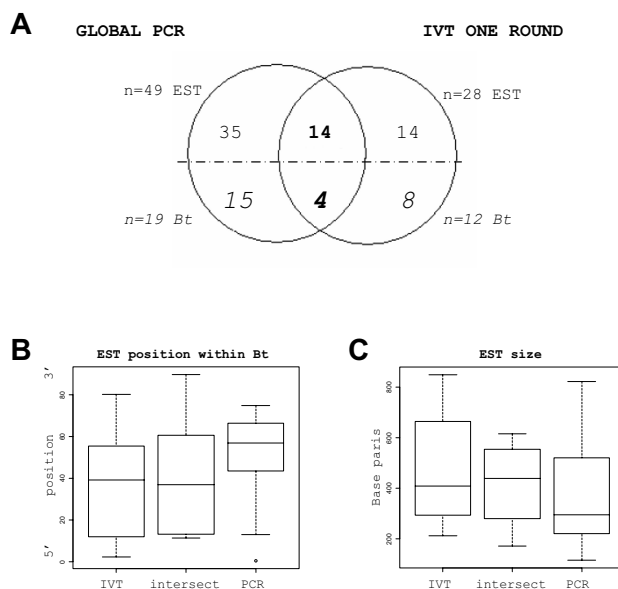 A
GLOBAL PCR IVT ONE ROUND
n=49 EST n=28 EST
35 14 14
15 4 8
n=19 Bt n=12 Bt
B
EST position within Bt
3’
80
60
position
40
20
0
5’
IVT intersect PCR
C
EST size
800
600
Base paris
400
200
IVT intersect PCR